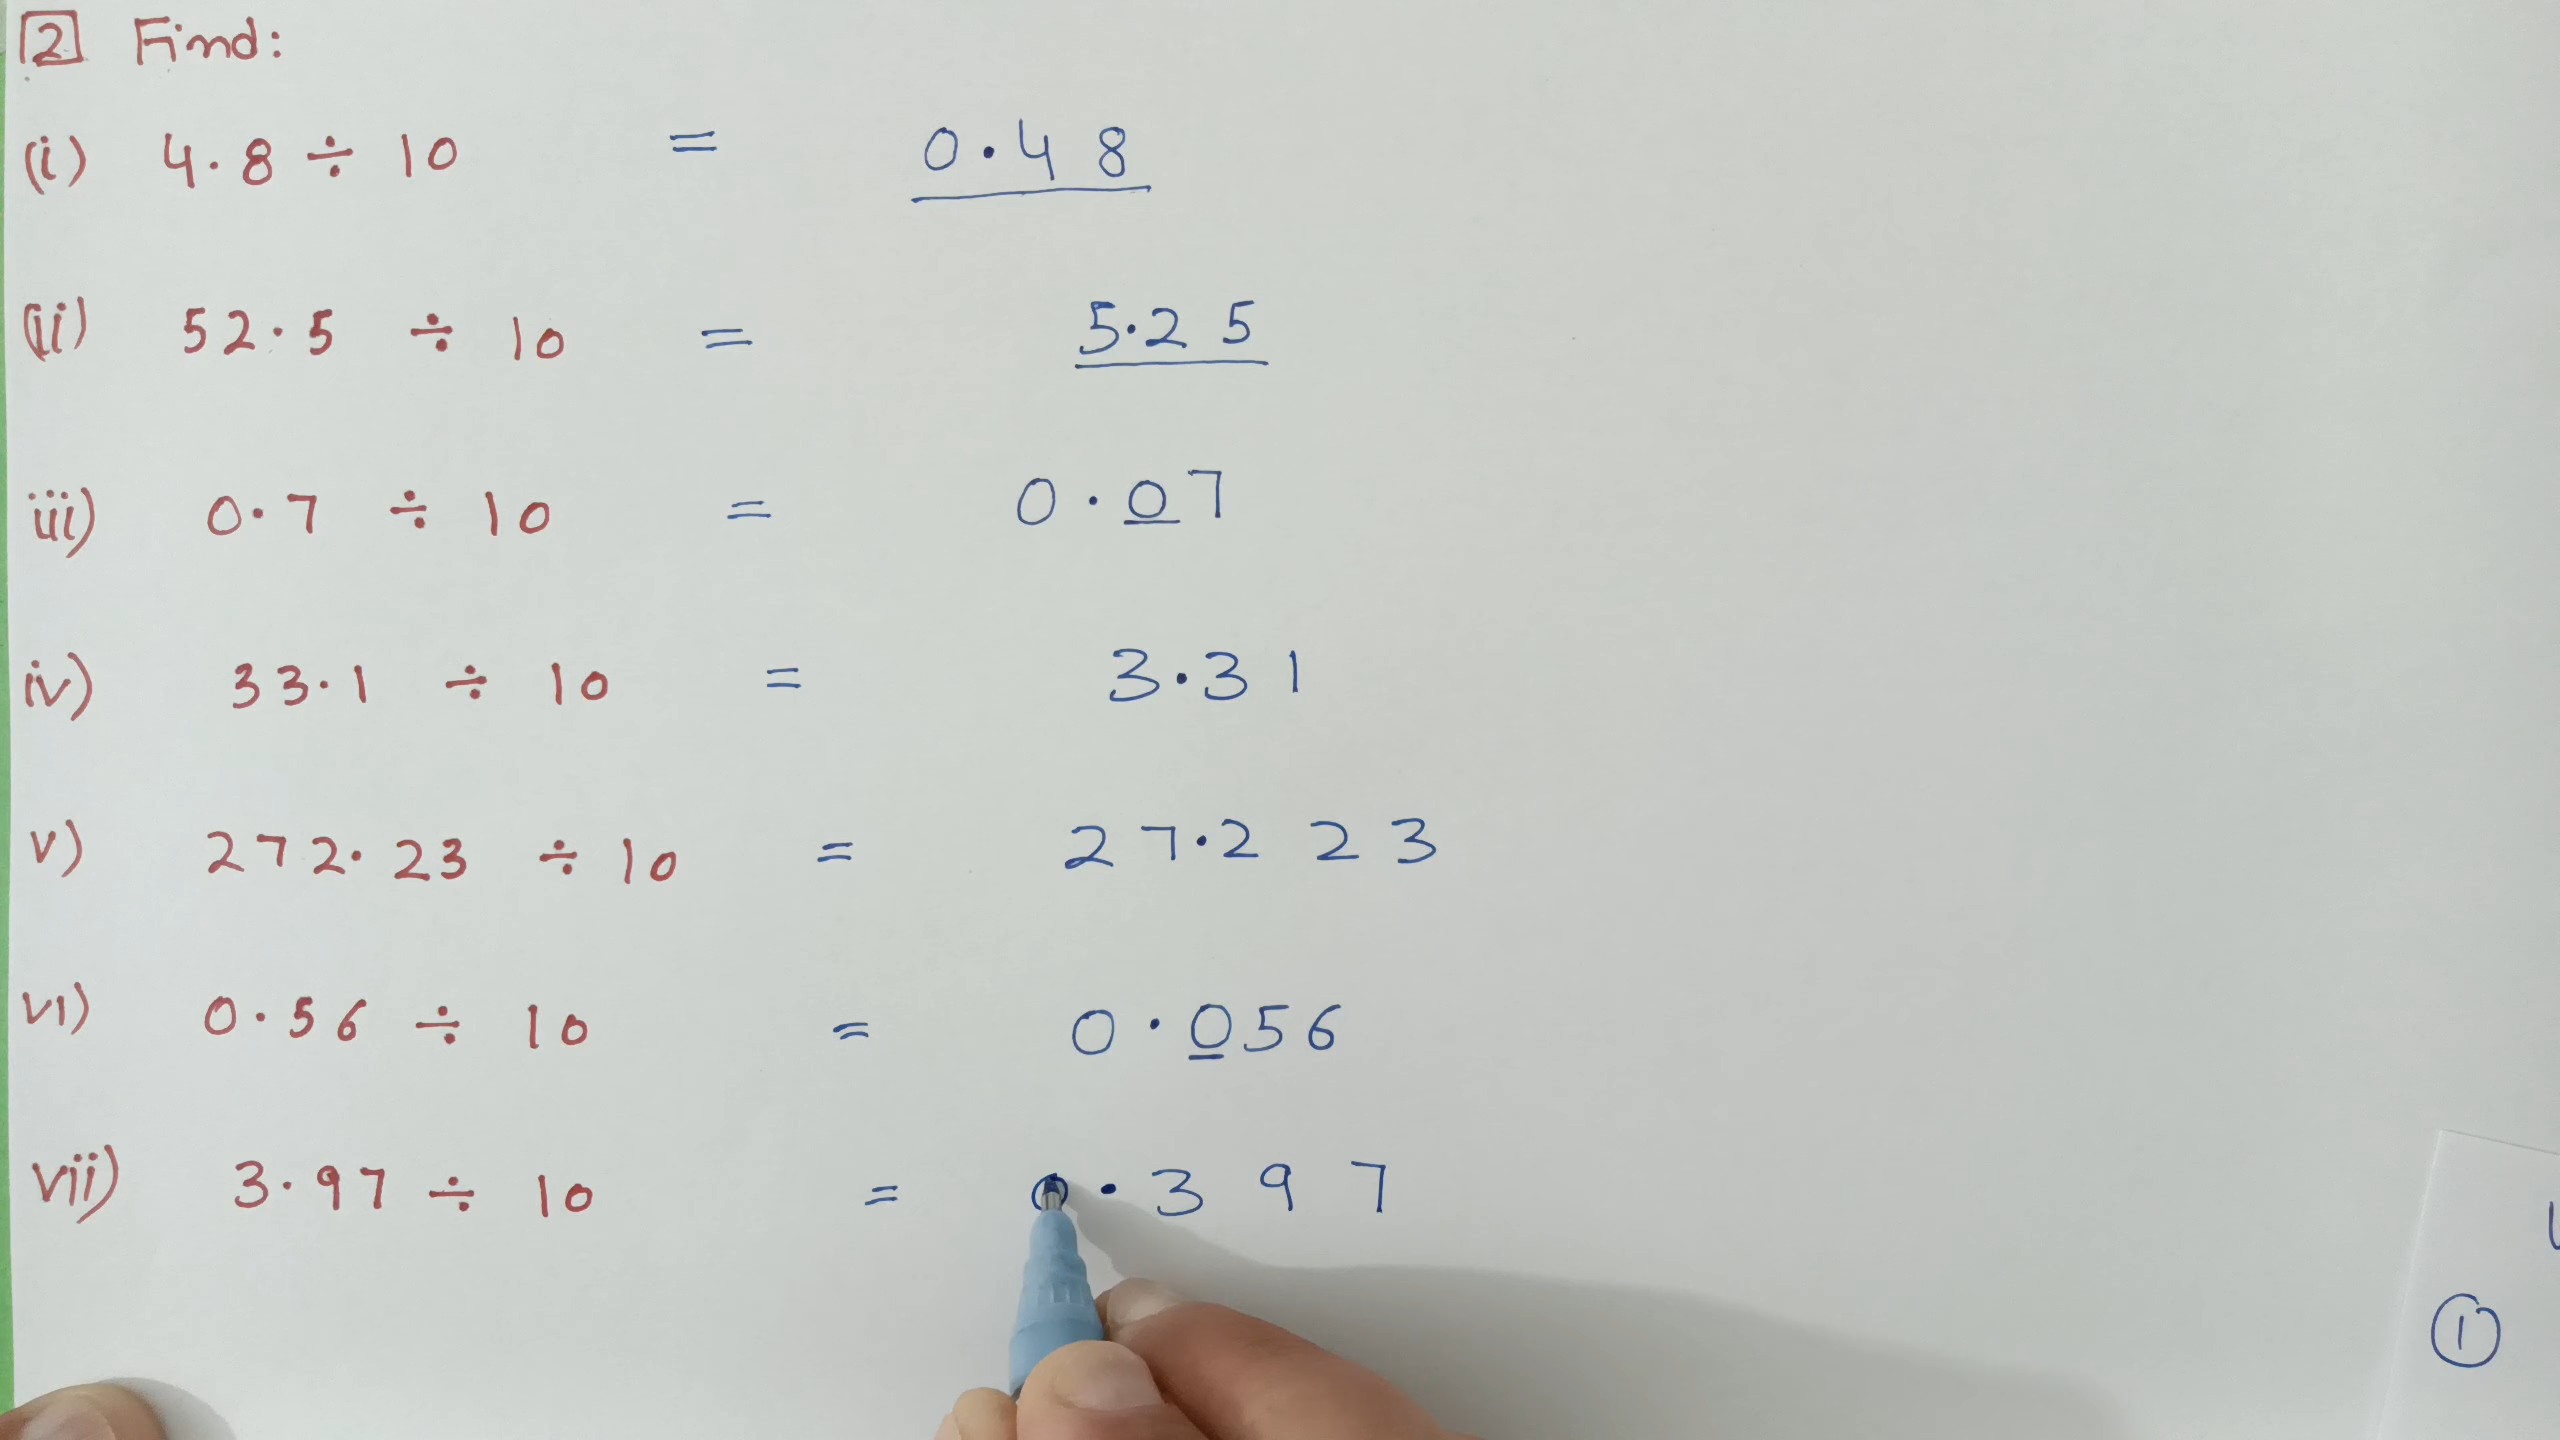 2 Find:
(i) 4.8 ÷ 10 = 0.48
(ii) 52.5 ÷ 10 = 5.25
iii) 0.7 ÷ 10 = 0.07
iv) 33.1 ÷ 10 = 3.31
v) 272.23 ÷ 10 = 27.223
vi) 0.56 ÷ 10 = 0.056
vii) 3.97 ÷ 10 = 0.397
1